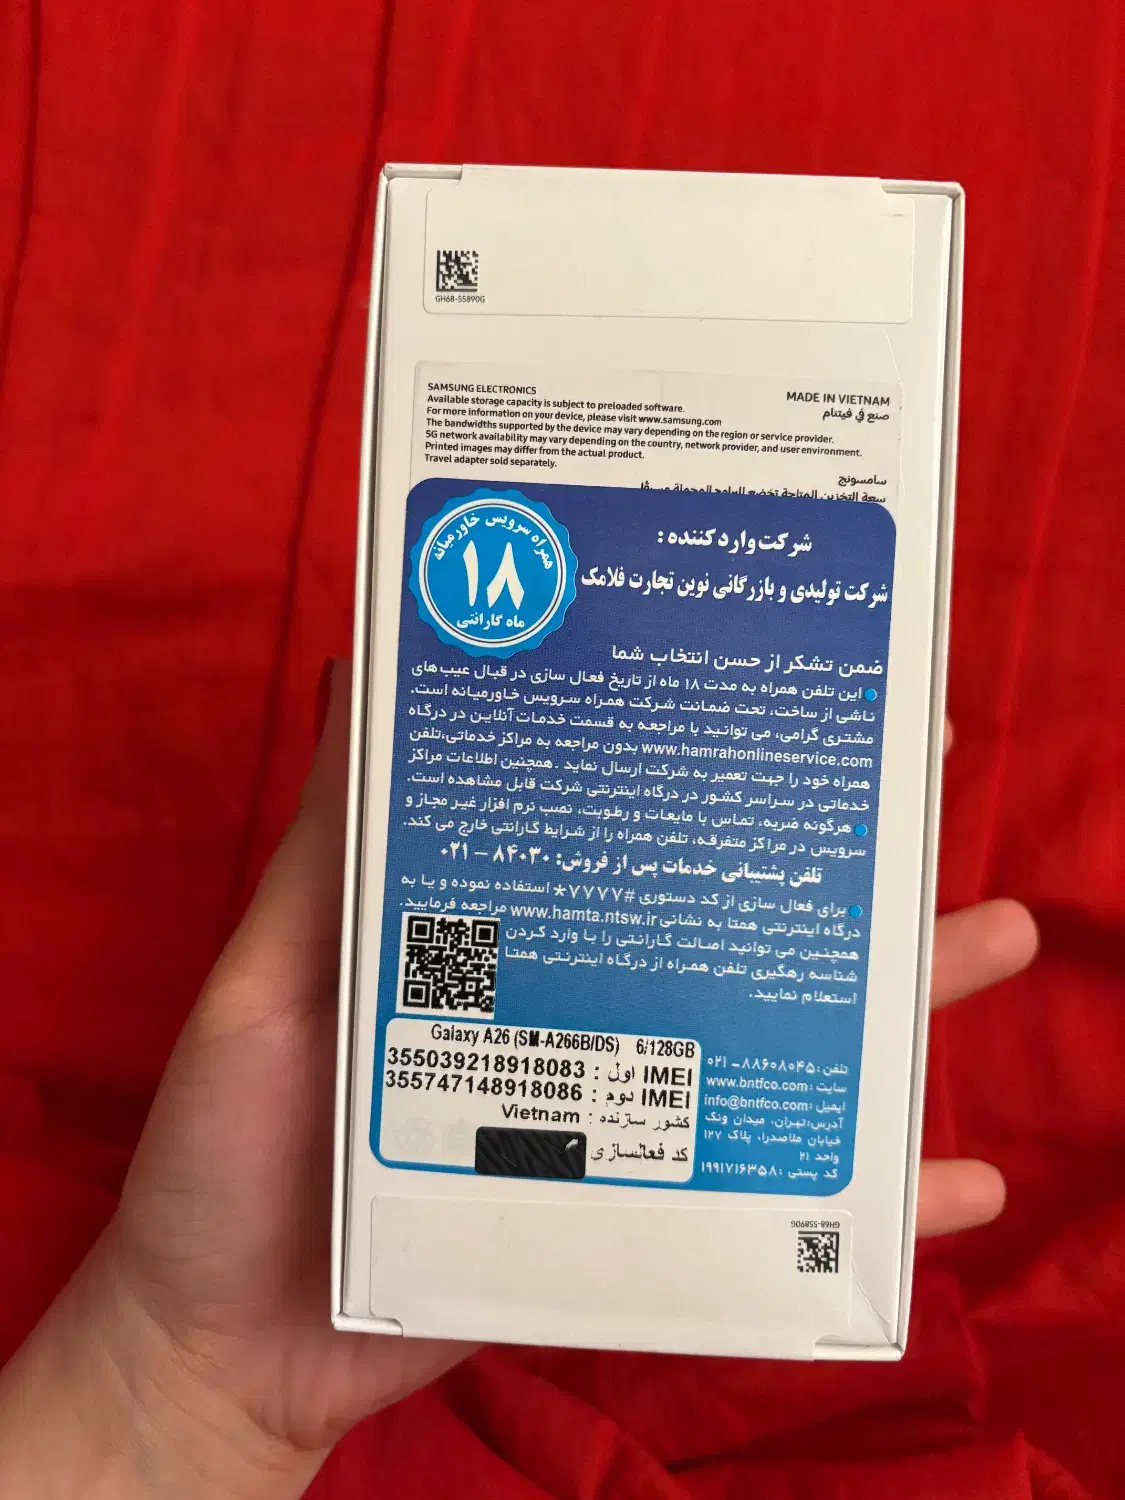 GH68-55890G
SAMSUNG ELECTRONICS
Available storage capacity is subject to preloaded software.
For more information on your device, please visit www.samsung.com
The bandwidths supported by the device may vary depending on the region or service provider.
5G network availability may vary depending on the country, network provider, and user environment.
Printed images may differ from the actual product.
Travel adapter sold separately.
MADE IN VIETNAM
صنع في فيتنام
سامسونج
سعة التخزين المتاحة تخضع للبرامج المحملة مسبقًا
همراه سرویس خاورمیانه
۱۸
ماه گارانتی
شرکت وارد کننده :
شرکت تولیدی و بازرگانی نوین تجارت فلامک
ضمن تشکر از حسن انتخاب شما
این تلفن همراه به مدت ۱۸ ماه از تاریخ فعال سازی در قبال عیب های
ناشی از ساخت، تحت ضمانت شرکت همراه سرویس خاورمیانه است.
مشتری گرامی، می توانید با مراجعه به قسمت خدمات آنلاین در درگاه
www.hamrahonlineservice.com بدون مراجعه به مراکز خدماتی،تلفن
همراه خود را جهت تعمیر به شرکت ارسال نماید .همچنین اطلاعات مراکز
خدماتی در سراسر کشور در درگاه اینترنتی شرکت قابل مشاهده است.
هرگونه ضربه، تماس با مایعات و رطوبت، نصب نرم افزار غیر مجاز و
سرویس در مراکز متفرقه، تلفن همراه را از شرایط گارانتی خارج می کند.
تلفن پشتیبانی خدمات پس از فروش: ۸۴۰۳۰ – ۰۲۱
برای فعال سازی از کد دستوری #۷۷۷۷* استفاده نموده و یا به
درگاه اینترنتی همتا به نشانی www.hamta.ntsw.ir مراجعه فرمایید.
همچنین می توانید اصالت گارانتی را با وارد کردن
شناسه رهگیری تلفن همراه از درگاه اینترنتی همتا
استعلام نمایید.
Galaxy A26 (SM-A266B/DS) 6/128GB
IMEI اول : 355039218918083
IMEI دوم : 355747148918086
کشور سازنده : Vietnam
کد فعالسازی
تلفن: ۸۸۶۰۸۰۴۵ – ۰۲۱
سایت: www.bntfco.com
ایمیل: info@bntfco.com
آدرس:تهران، میدان ونک
خیابان ملاصدرا، پلاک ۱۲۷
واحد ۲۱
کد پستی: ۱۹۹۱۷۱۶۳۵۸
GH68-55890G